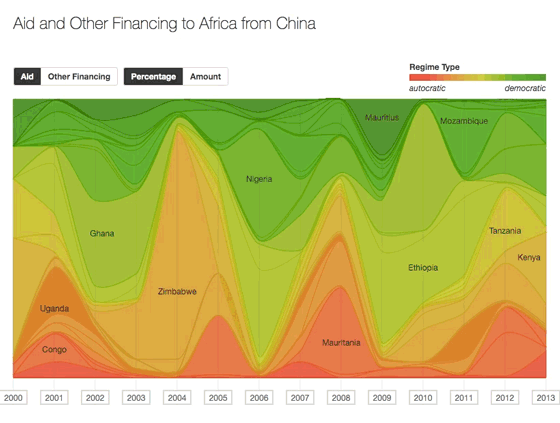 Aid and Other Financing to Africa from China
Regime Type
Aid Other Financing Percentage Amount
autocratic democratic
Mauritius
Mozambique
Nigeria
Ghana
Tanzania
Kenya
Ethiopia
Zimbabwe
Uganda
Mauritania
Congo
2000 2001 2002 2003 2004 2005 2006 2007 2008 2009 2010 2011 2012 2013